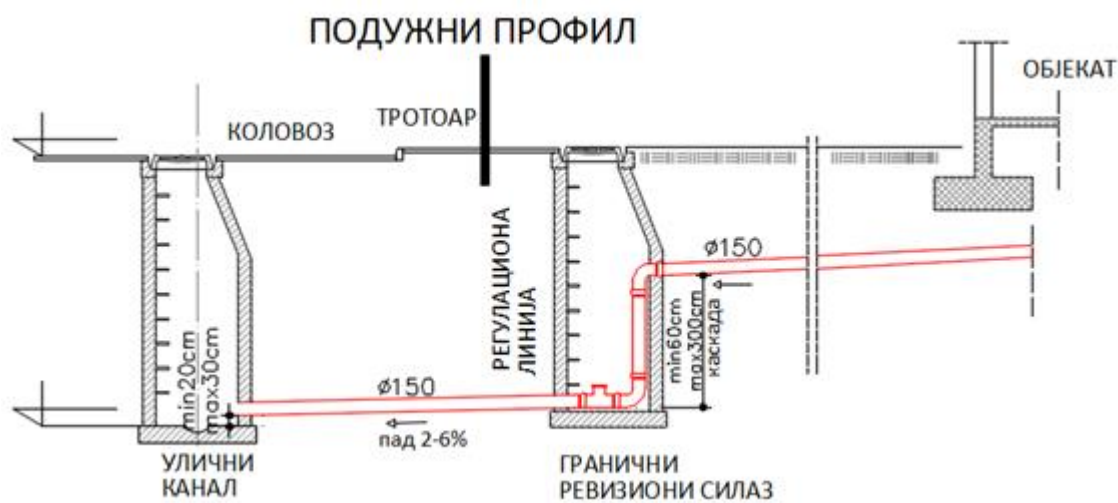 ПОДУЖНИ ПРОФИЛ
ОБЈЕКАТ
ТРОТОАР
КОЛОВОЗ
РЕГУЛАЦИОНА
ЛИНИЈА
ø150
min60cm
max300cm
каскада
min20cm
max30cm
ø150
пад 2-6%
УЛИЧНИ
КАНАЛ
ГРАНИЧНИ
РЕВИЗИОНИ СИЛАЗ